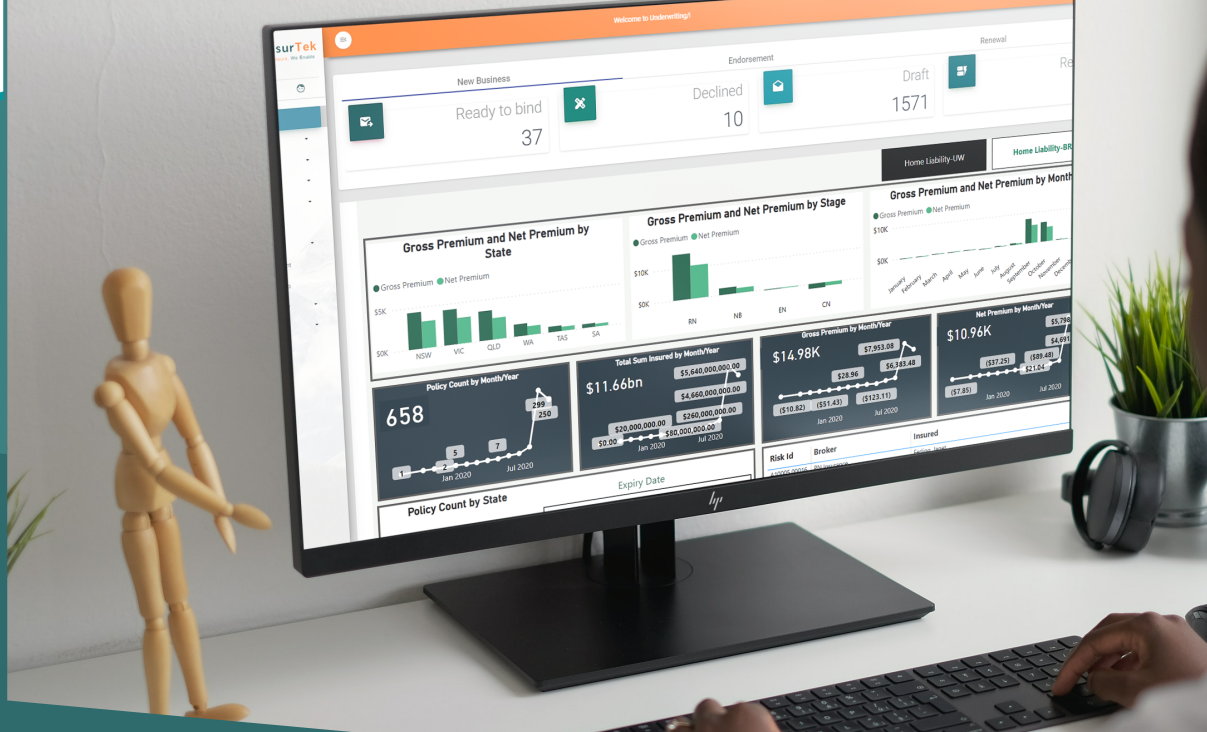 Welcome to Underwriting!
surTek
We Enable
New Business
Endorsement
Renewal
Ready to bind
37
Declined
10
Draft
1571
Re
Home Liability-UW
Home Liability-BR
Gross Premium and Net Premium by
State
Gross Premium Net Premium
$5K
$0K
NSW VIC QLD WA TAS SA
Gross Premium and Net Premium by Stage
Gross Premium Net Premium
$10K
$0K
RN NB EN CN
Gross Premium and Net Premium by Month
Gross Premium Net Premium
$10K
$0K
January February March April May June July August September October November Decemb
Policy Count by Month/Year
658
299
250
1 2 5 7
Jan 2020 Jul 2020
Total Sum Insured by Month/Year
$11.66bn
$5,640,000,000.00
$4,660,000,000.00
$260,000,000.00
$20,000,000.00
$0.00 $80,000,000.00
Jan 2020 Jul 2020
Gross Premium by Month/Year
$14.98K
$7,953.08
$28.96 $6,383.48
($10.82) ($51.43) ($123.11)
Jan 2020 Jul 2020
Net Premium by Month/Year
$10.96K
$5,798
$4,691
($37.25) ($89.48)
($7.85) $21.04
Jan 2020 Jul 2020
Policy Count by State
Expiry Date
Risk Id Broker Insured
hp